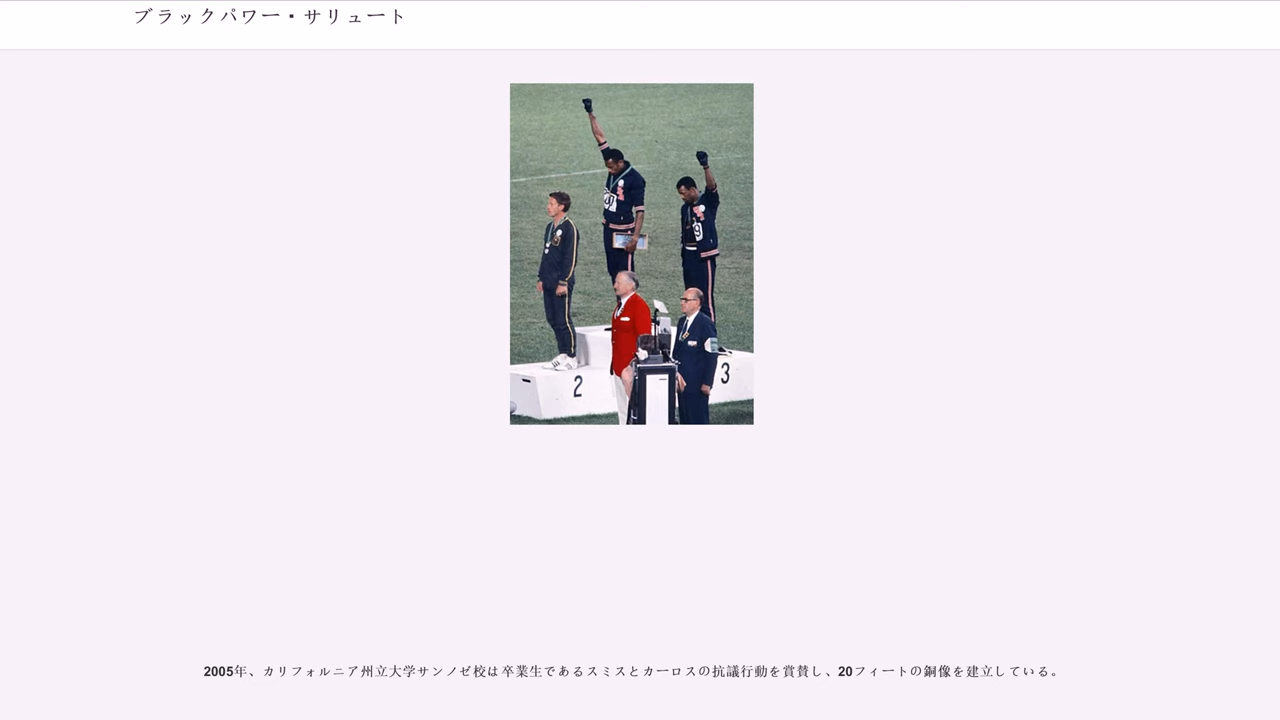 ブラックパワー・サリュート
2
3
2005年、カリフォルニア州立大学サンノゼ校は卒業生であるスミスとカーロスの抗議行動を賞賛し、20フィートの銅像を建立している。